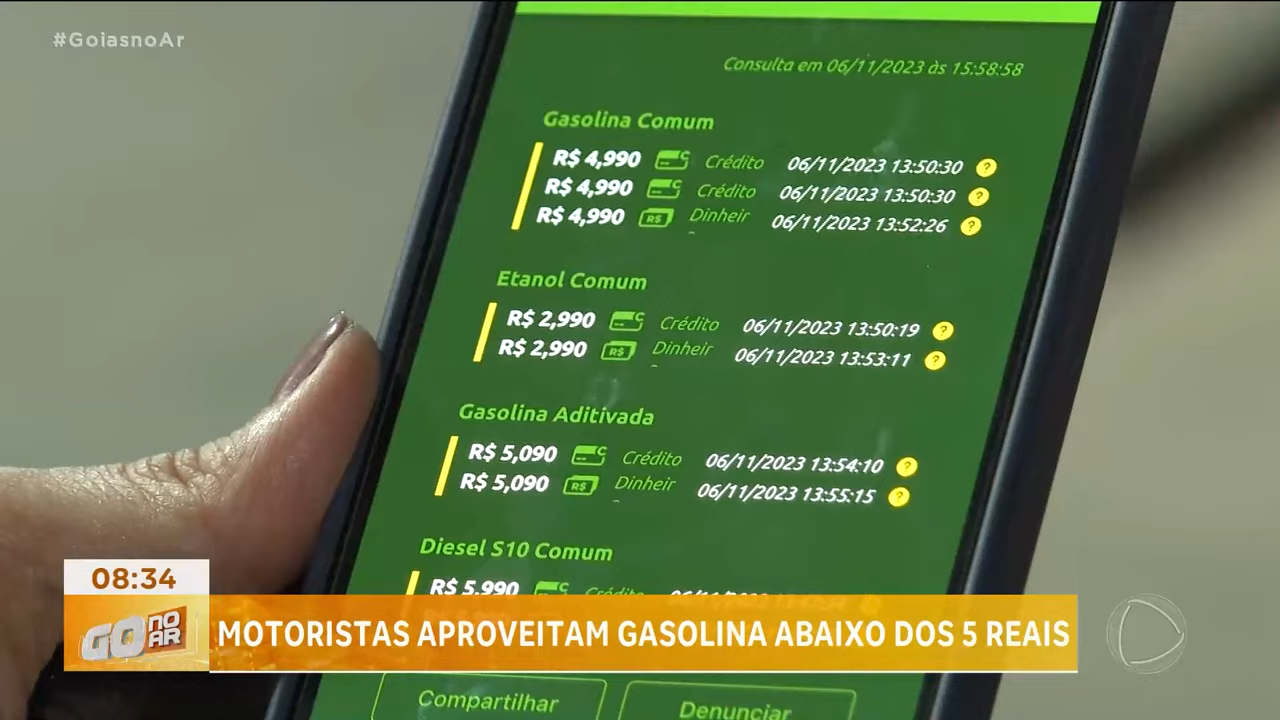 #GoiasnoAr
Consulta em 06/11/2023 às 15:58:58
Gasolina Comum
R$ 4,990 Crédito 06/11/2023 13:50:30 ?
R$ 4,990 Crédito 06/11/2023 13:50:30 ?
R$ 4,990 R$ Dinheir 06/11/2023 13:52:26 ?
Etanol Comum
R$ 2,990 Crédito 06/11/2023 13:50:19 ?
R$ 2,990 R$ Dinheir 06/11/2023 13:53:11 ?
Gasolina Aditivada
R$ 5,090 Crédito 06/11/2023 13:54:10 ?
R$ 5,090 R$ Dinheir 06/11/2023 13:55:15 ?
Diesel S10 Comum
R$ 5,990 Crédito
08:34
GO NO AR
MOTORISTAS APROVEITAM GASOLINA ABAIXO DOS 5 REAIS
Compartilhar
Denunciar